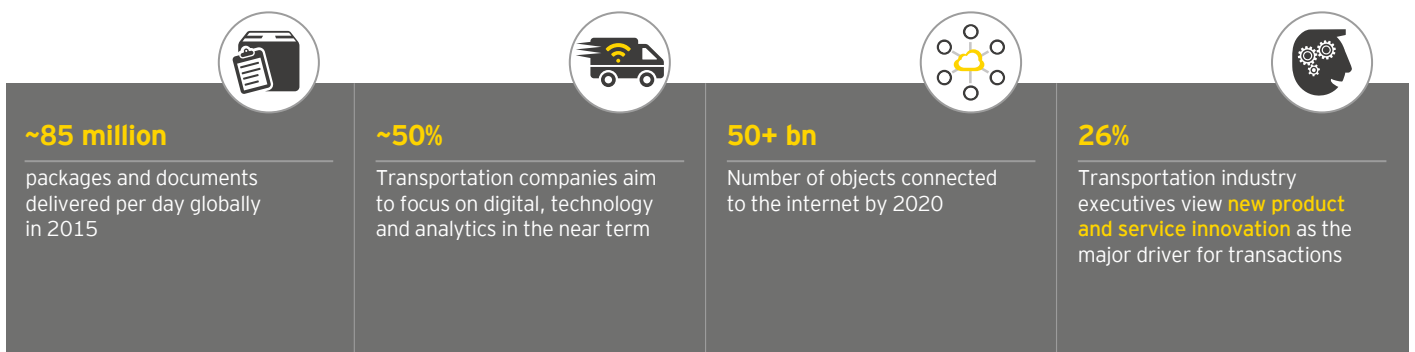 ~85 million
packages and documents
delivered per day globally
in 2015
~50%
Transportation companies aim
to focus on digital, technology
and analytics in the near term
50+ bn
Number of objects connected
to the internet by 2020
26%
Transportation industry
executives view new product
and service innovation as the
major driver for transactions